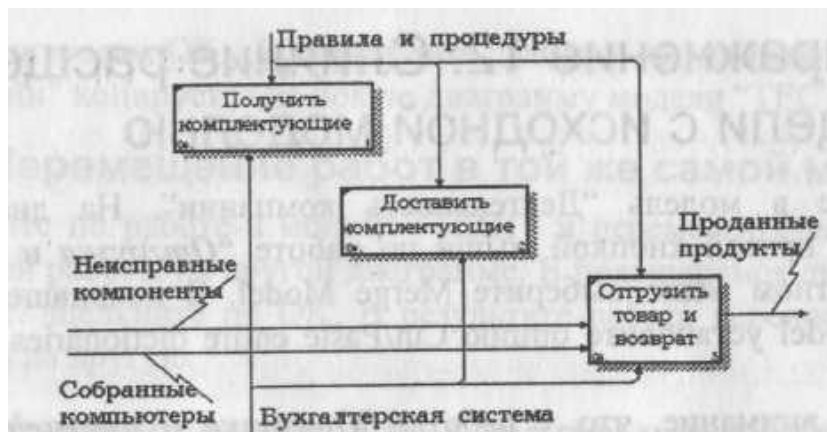 Правила и процедуры
Получить
комплектующие
Доставить
комплектующие
Проданные
продукты
Неисправные
компоненты
Отгрузить
товар и
возврат
Собранные
компьютеры
Бухгалтерская система